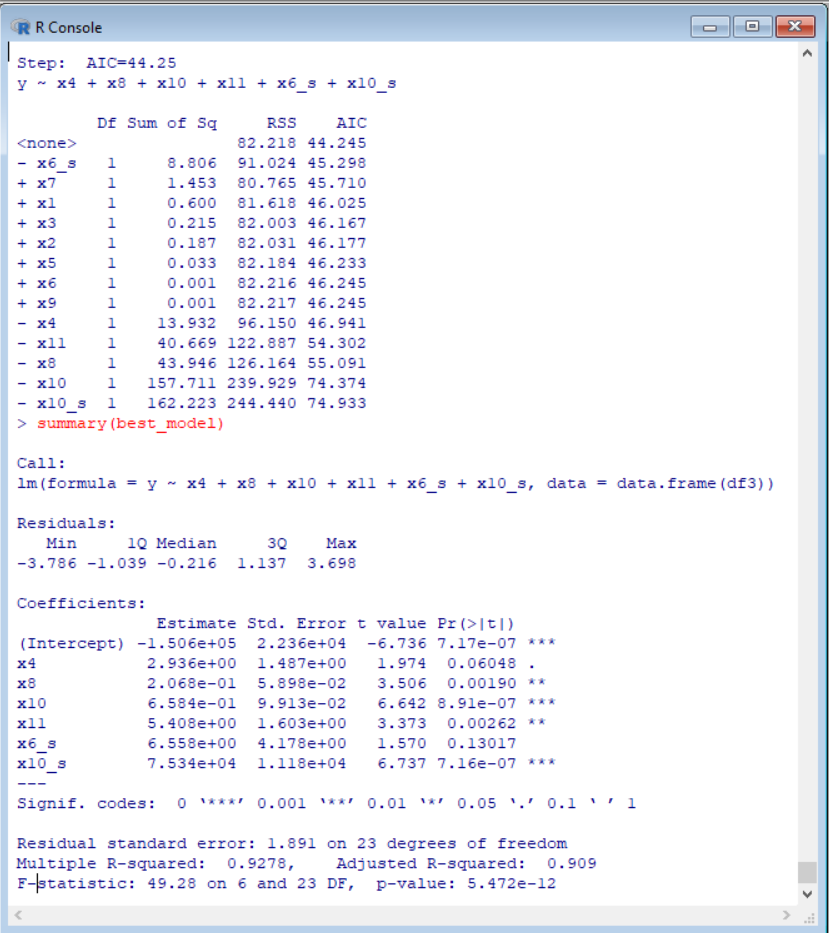 R Console
Step:  AIC=44.25
y ~ x4 + x8 + x10 + x11 + x6_s + x10_s
        Df Sum of Sq     RSS    AIC
<none>                82.218 44.245
- x6_s   1     8.806  91.024 45.298
+ x7     1     1.453  80.765 45.710
+ x1     1     0.600  81.618 46.025
+ x3     1     0.215  82.003 46.167
+ x2     1     0.187  82.031 46.177
+ x5     1     0.033  82.184 46.233
+ x6     1     0.001  82.216 46.245
+ x9     1     0.001  82.217 46.245
- x4     1    13.932  96.150 46.941
- x11    1    40.669 122.887 54.302
- x8     1    43.946 126.164 55.091
- x10    1   157.711 239.929 74.374
- x10_s  1   162.223 244.440 74.933
> summary(best_model)
Call:
lm(formula = y ~ x4 + x8 + x10 + x11 + x6_s + x10_s, data = data.frame(df3))
Residuals:
   Min     1Q Median     3Q    Max
-3.786 -1.039 -0.216  1.137  3.698
Coefficients:
              Estimate Std. Error t value Pr(>|t|)
(Intercept) -1.506e+05  2.236e+04  -6.736 7.17e-07 ***
x4           2.936e+00  1.487e+00   1.974  0.06048 .
x8           2.068e-01  5.898e-02   3.506  0.00190 **
x10          6.584e-01  9.913e-02   6.642 8.91e-07 ***
x11          5.408e+00  1.603e+00   3.373  0.00262 **
x6_s         6.558e+00  4.178e+00   1.570  0.13017
x10_s        7.534e+04  1.118e+04   6.737 7.16e-07 ***
---
Signif. codes:  0 ‘***’ 0.001 ‘**’ 0.01 ‘*’ 0.05 ‘.’ 0.1 ‘ ’ 1
Residual standard error: 1.891 on 23 degrees of freedom
Multiple R-squared:  0.9278,    Adjusted R-squared:  0.909
F-statistic: 49.28 on 6 and 23 DF,  p-value: 5.472e-12